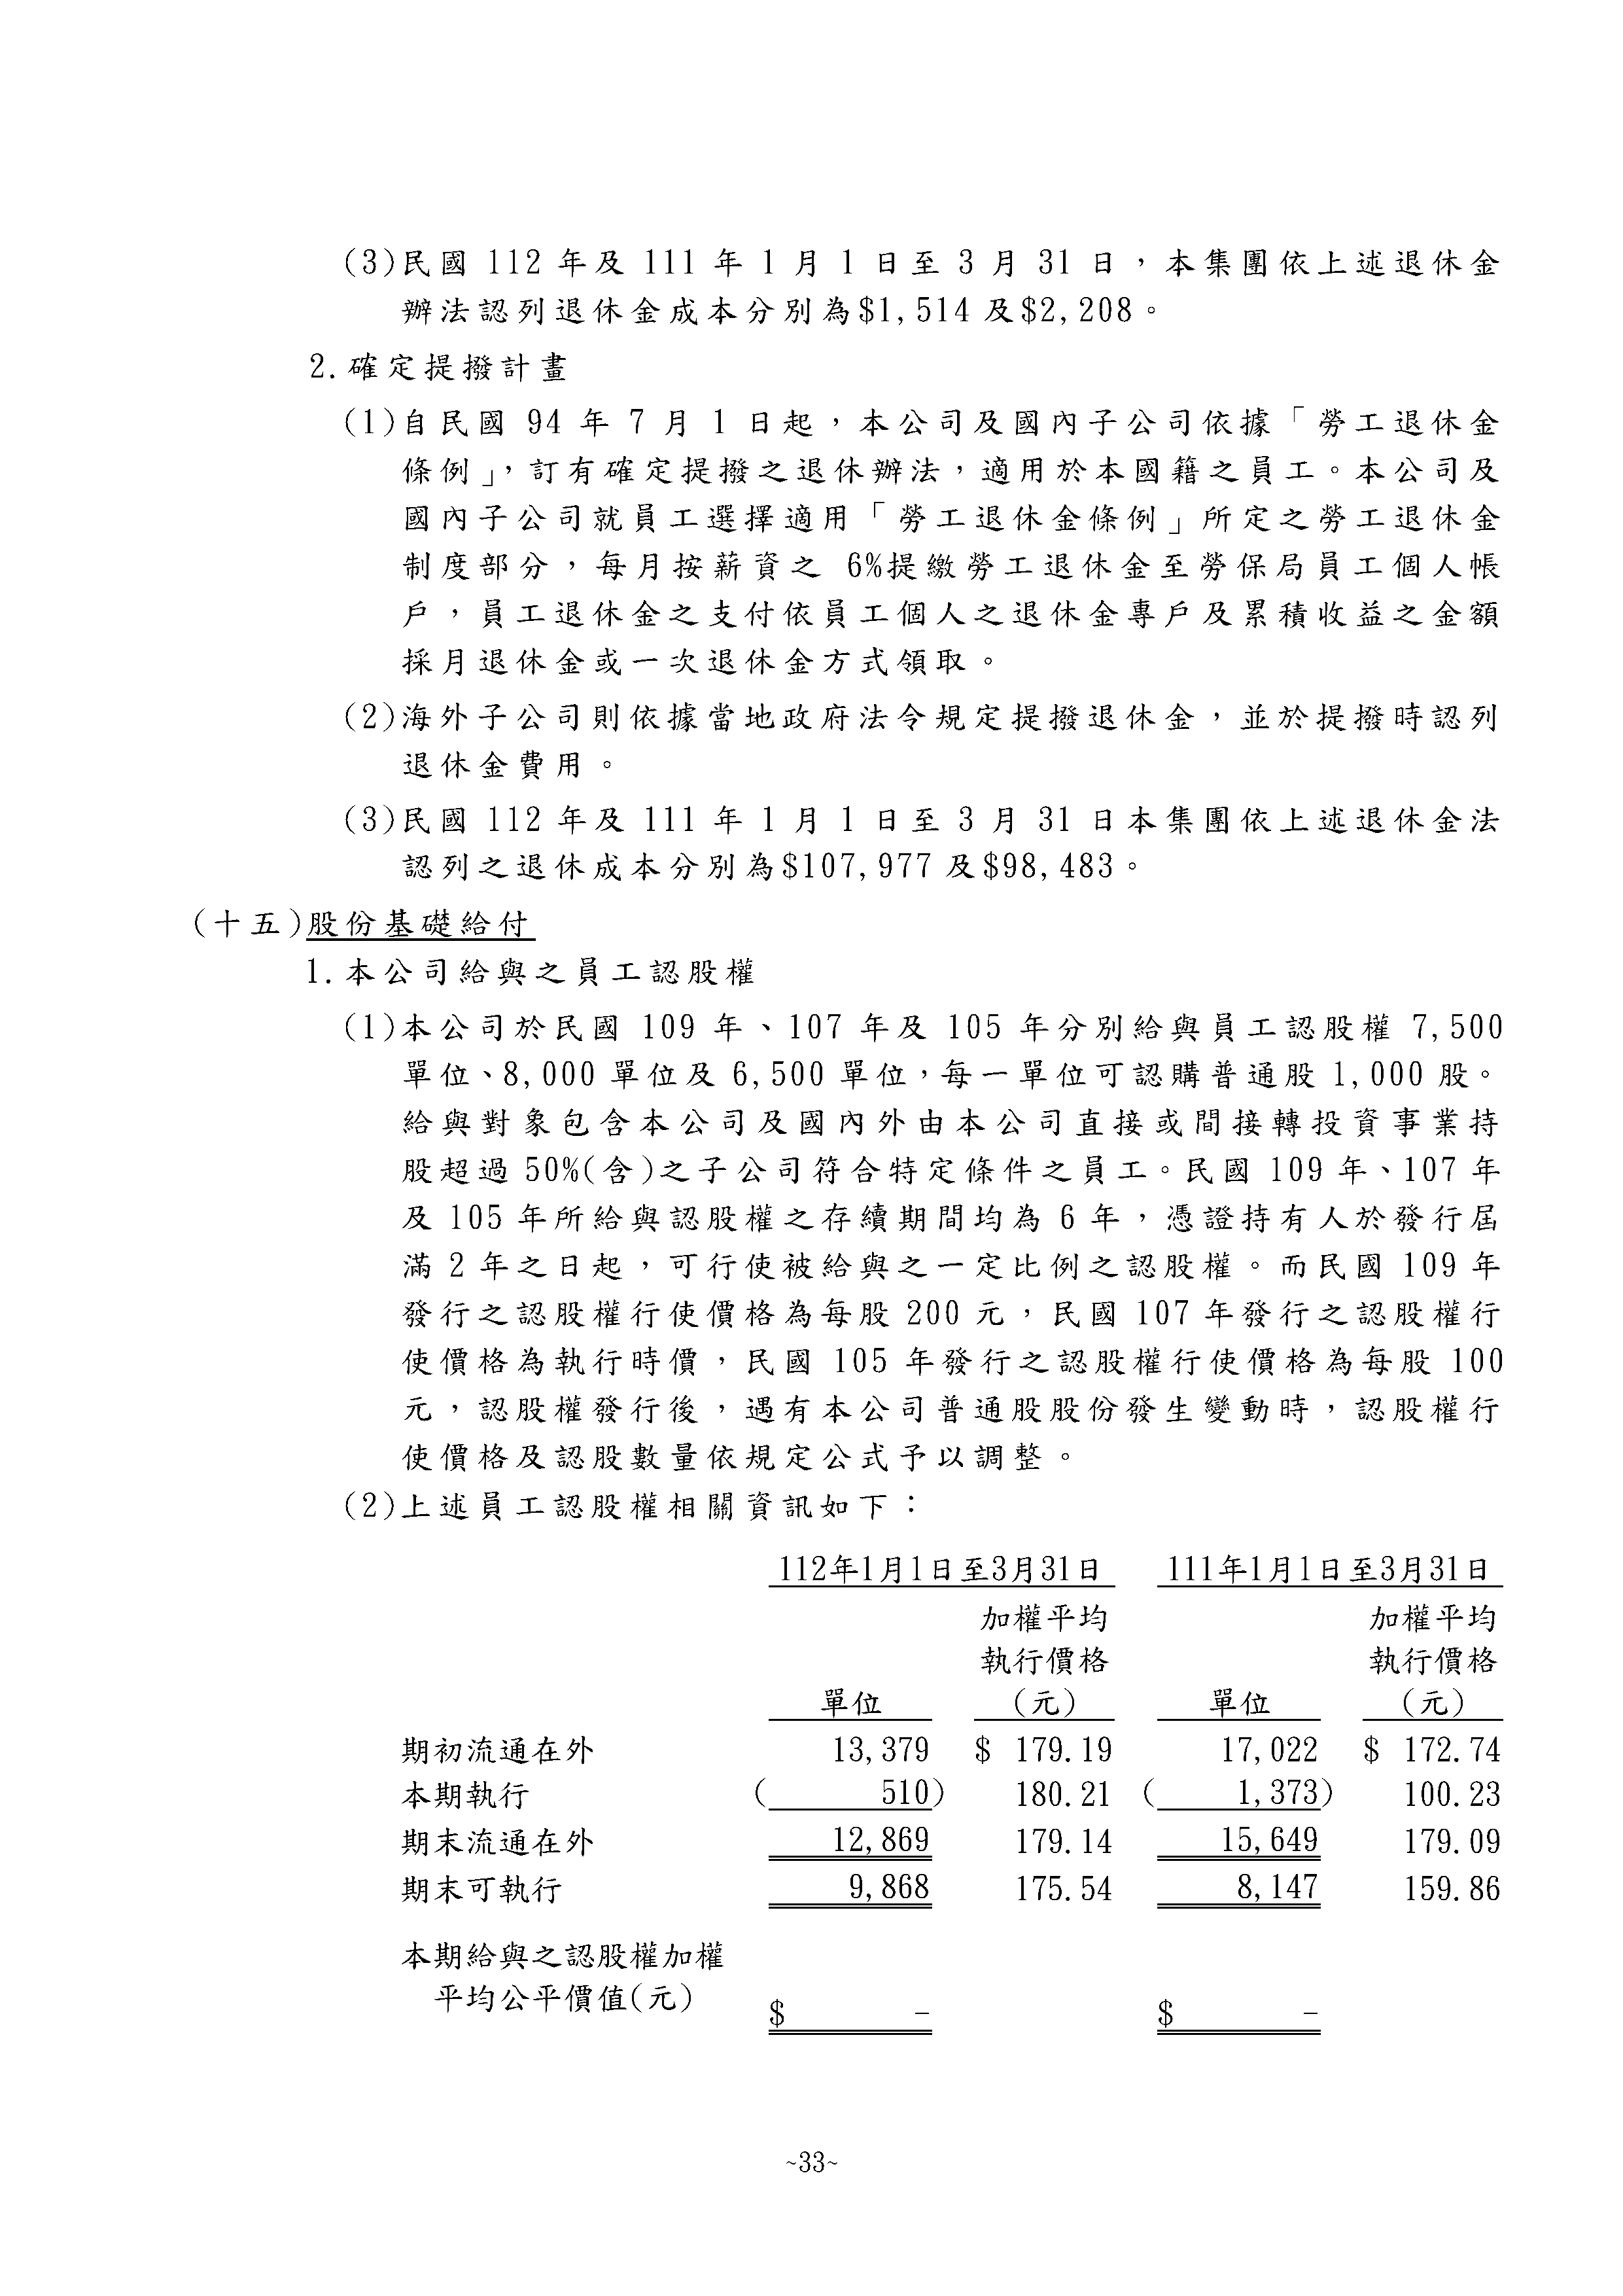 (3)民國 112 年及 111 年 1 月 1 日至 3 月 31 日，本集團依上述退休金
辦法認列退休金成本分別為$1,514 及$2,208。
2.確定提撥計畫
(1)自民國 94 年 7 月 1 日起，本公司及國內子公司依據「勞工退休金
條例」，訂有確定提撥之退休辦法，適用於本國籍之員工。本公司及
國內子公司就員工選擇適用「勞工退休金條例」所定之勞工退休金
制度部分，每月按薪資之 6%提繳勞工退休金至勞保局員工個人帳
戶，員工退休金之支付依員工個人之退休金專戶及累積收益之金額
採月退休金或一次退休金方式領取。
(2)海外子公司則依據當地政府法令規定提撥退休金，並於提撥時認列
退休金費用。
(3)民國 112 年及 111 年 1 月 1 日至 3 月 31 日本集團依上述退休金法
認列之退休成本分別為$107,977 及$98,483。
(十五)股份基礎給付
1.本公司給與之員工認股權
(1)本公司於民國 109 年、107 年及 105 年分別給與員工認股權 7,500
單位、8,000 單位及 6,500 單位，每一單位可認購普通股 1,000 股。
給與對象包含本公司及國內外由本公司直接或間接轉投資事業持
股超過 50%(含)之子公司符合特定條件之員工。民國 109 年、107 年
及 105 年所給與認股權之存續期間均為 6 年，憑證持有人於發行屆
滿 2 年之日起，可行使被給與之一定比例之認股權。而民國 109 年
發行之認股權行使價格為每股 200 元，民國 107 年發行之認股權行
使價格為執行時價，民國 105 年發行之認股權行使價格為每股 100
元，認股權發行後，遇有本公司普通股股份發生變動時，認股權行
使價格及認股數量依規定公式予以調整。
(2)上述員工認股權相關資訊如下：
112年1月1日至3月31日 111年1月1日至3月31日
加權平均 加權平均
執行價格 執行價格
單位 (元) 單位 (元)
期初流通在外 13,379 $ 179.19 17,022 $ 172.74
本期執行 ( 510) 180.21 ( 1,373) 100.23
期末流通在外 12,869 179.14 15,649 179.09
期末可執行 9,868 175.54 8,147 159.86
本期給與之認股權加權
平均公平價值(元) $ - $ -
~33~